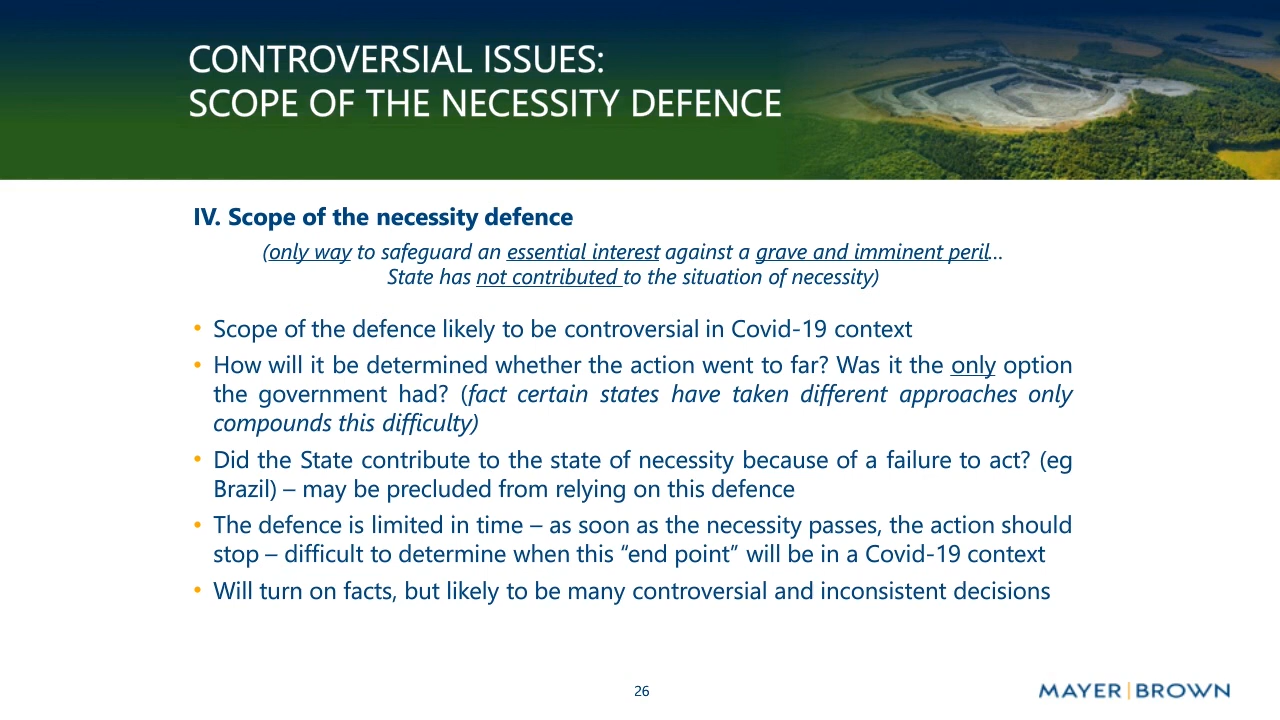 CONTROVERSIAL ISSUES:
SCOPE OF THE NECESSITY DEFENCE
IV. Scope of the necessity defence
(only way to safeguard an essential interest against a grave and imminent peril…
State has not contributed to the situation of necessity)
• Scope of the defence likely to be controversial in Covid-19 context
• How will it be determined whether the action went to far? Was it the only option
the government had? (fact certain states have taken different approaches only
compounds this difficulty)
• Did the State contribute to the state of necessity because of a failure to act? (eg
Brazil) – may be precluded from relying on this defence
• The defence is limited in time – as soon as the necessity passes, the action should
stop – difficult to determine when this “end point” will be in a Covid-19 context
• Will turn on facts, but likely to be many controversial and inconsistent decisions
26
MAYER|BROWN